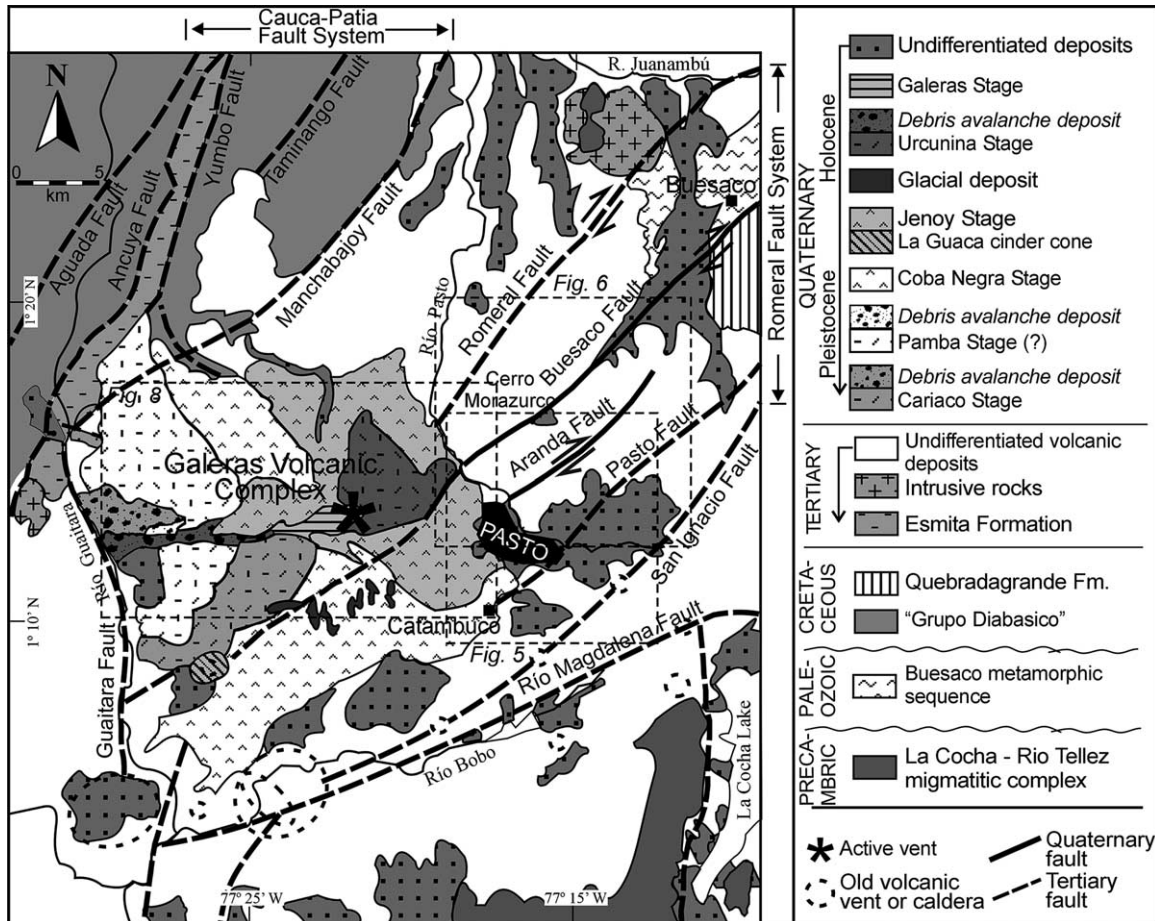 Cauca-Patia
Fault System
N
0 5
km
R. Juanambú
Aguada Fault
Ancuya Fault
Yumbo Fault
Taminango Fault
Manchabajoy Fault
Buesaco
Romeral Fault System
1° 20' N
Río Pasto
Romeral Fault
Fig. 6
Buesaco Fault
Fig. 8
Cerro
Morazurco
Aranda Fault
Pasto Fault
Galeras Volcanic
Complex
San Ignacio Fault
PASTO
Río Guaitara
1° 10' N
Catambuco
Fig. 5
Guaitara Fault
Río Magdalena Fault
Río Bobo
La Cocha Lake
77° 25' W
77° 15' W
QUATERNARY
Holocene
Pleistocene
Undifferentiated deposits
Galeras Stage
Debris avalanche deposit
Urcunina Stage
Glacial deposit
Jenoy Stage
La Guaca cinder cone
Coba Negra Stage
Debris avalanche deposit
Pamba Stage (?)
Debris avalanche deposit
Cariaco Stage
TERTIARY
Undifferentiated volcanic
deposits
Intrusive rocks
Esmita Formation
CRETA-
CEOUS
Quebradagrande Fm.
“Grupo Diabasico”
PALE-
OZOIC
Buesaco metamorphic
sequence
PRECA-
MBRIC
La Cocha - Rio Tellez
migmatitic complex
Active vent
Quaternary
fault
Old volcanic
vent or caldera
Tertiary
fault